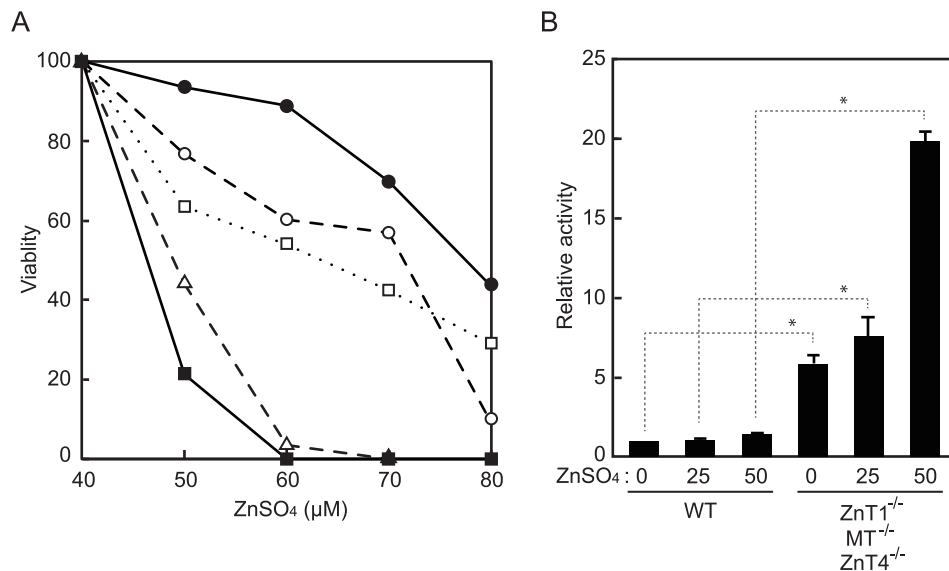 A
100
80
60
40
20
0
Viablity
40 50 60 70 80
ZnSO₄ (μM)
B
25
20
15
10
5
0
Relative activity
*
*
*
ZnSO₄ : 0 25 50 0 25 50
WT
ZnT1⁻/⁻
MT⁻/⁻
ZnT4⁻/⁻